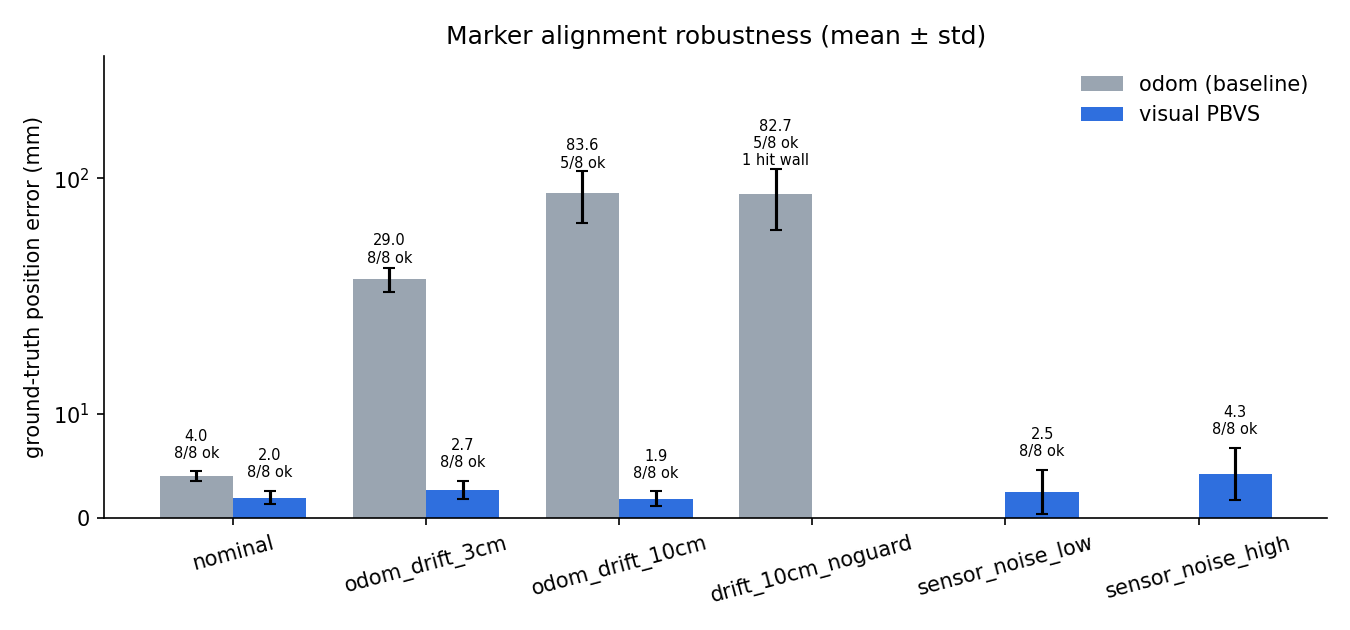 Marker alignment robustness (mean ± std)
odom (baseline)
visual PBVS
ground-truth position error (mm)
10²
10¹
0
4.0
8/8 ok
2.0
8/8 ok
29.0
8/8 ok
2.7
8/8 ok
83.6
5/8 ok
1.9
8/8 ok
82.7
5/8 ok
1 hit wall
2.5
8/8 ok
4.3
8/8 ok
nominal
odom_drift_3cm
odom_drift_10cm
drift_10cm_noguard
sensor_noise_low
sensor_noise_high